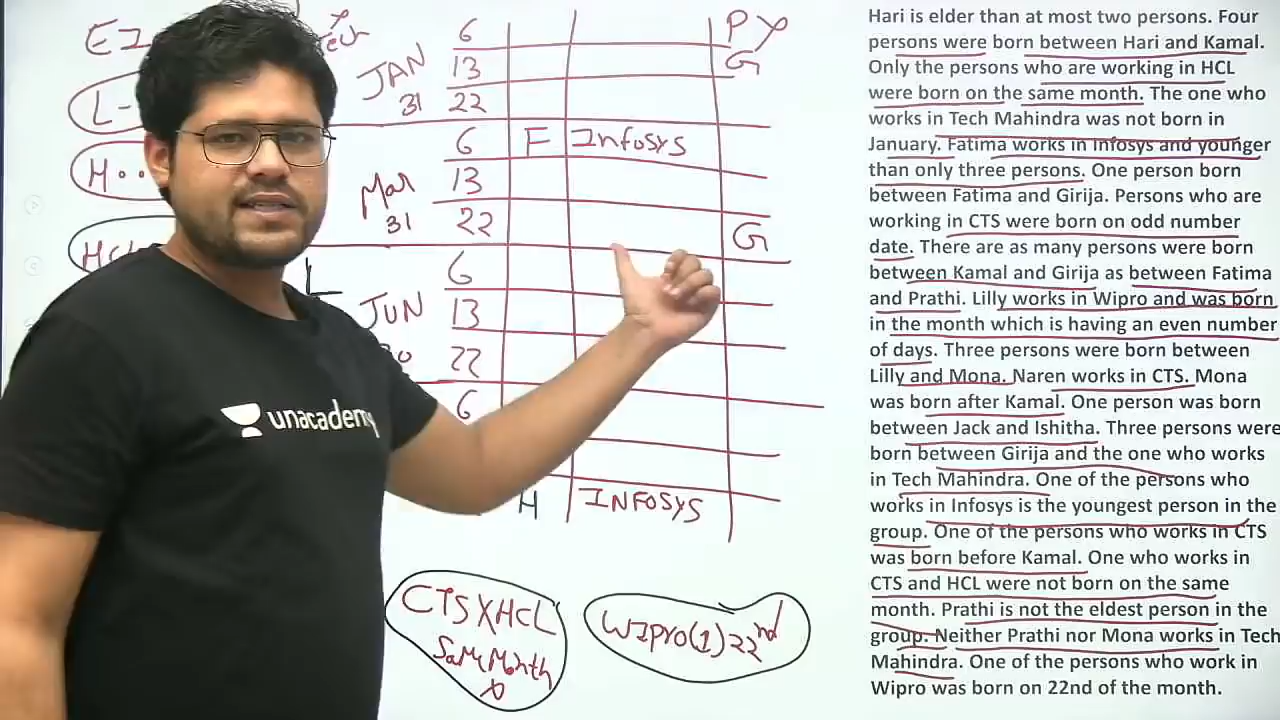 EI
L-
H..
HCL
L
Tech
JAN
31
6
13
22
Mar
31
6
13
22
JUN
6
13
22
6
P Y
G
F Infosys
G
H INFOSYS
CTS X HCL
Same Month
WIPRO(1) 22nd
unacademy
Hari is elder than at most two persons. Four
persons were born between Hari and Kamal.
Only the persons who are working in HCL
were born on the same month. The one who
works in Tech Mahindra was not born in
January. Fatima works in Infosys and younger
than only three persons. One person born
between Fatima and Girija. Persons who are
working in CTS were born on odd number
date. There are as many persons were born
between Kamal and Girija as between Fatima
and Prathi. Lilly works in Wipro and was born
in the month which is having an even number
of days. Three persons were born between
Lilly and Mona. Naren works in CTS. Mona
was born after Kamal. One person was born
between Jack and Ishitha. Three persons were
born between Girija and the one who works
in Tech Mahindra. One of the persons who
works in Infosys is the youngest person in the
group. One of the persons who works in CTS
was born before Kamal. One who works in
CTS and HCL were not born on the same
month. Prathi is not the eldest person in the
group. Neither Prathi nor Mona works in Tech
Mahindra. One of the persons who work in
Wipro was born on 22nd of the month.